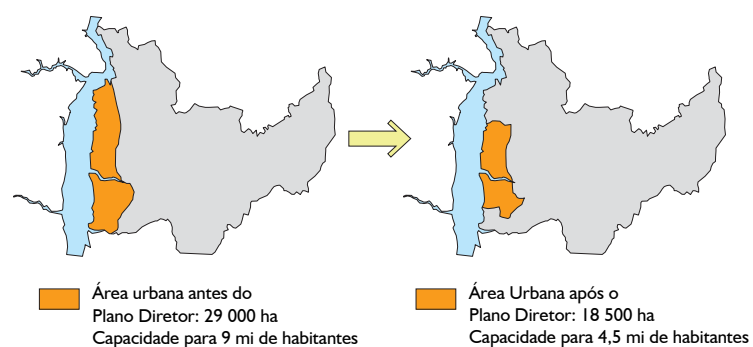 Área urbana antes do
Plano Diretor: 29 000 ha
Capacidade para 9 mi de habitantes
Área Urbana após o
Plano Diretor: 18 500 ha
Capacidade para 4,5 mi de habitantes